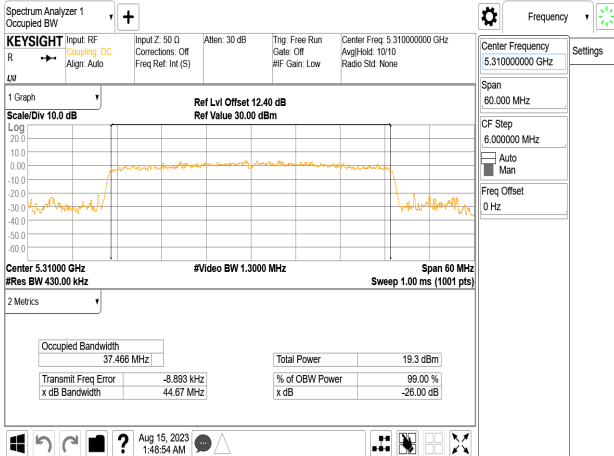 Spectrum Analyzer 1
Occupied BW
+
Frequency
KEYSIGHT
R
Input: RF
Coupling: DC
Align: Auto
Input Z: 50 Ω
Corrections: Off
Freq Ref: Int (S)
Atten: 30 dB
Trig: Free Run
Gate: Off
#IF Gain: Low
Center Freq: 5.310000000 GHz
Avg|Hold: 10/10
Radio Std: None
LXI
Center Frequency
5.310000000 GHz
Settings
Span
60.000 MHz
CF Step
6.000000 MHz
Auto
Man
Freq Offset
0 Hz
1 Graph
Scale/Div 10.0 dB
Ref Lvl Offset 12.40 dB
Ref Value 30.00 dBm
Log
20.0
10.0
0.00
-10.0
-20.0
-30.0
-40.0
-50.0
-60.0
Center 5.31000 GHz
#Res BW 430.00 kHz
#Video BW 1.3000 MHz
Span 60 MHz
Sweep 1.00 ms (1001 pts)
2 Metrics
Occupied Bandwidth
37.466 MHz
Total Power 19.3 dBm
Transmit Freq Error -8.893 kHz
% of OBW Power 99.00 %
x dB Bandwidth 44.67 MHz
x dB -26.00 dB
?
Aug 15, 2023
1:48:54 AM